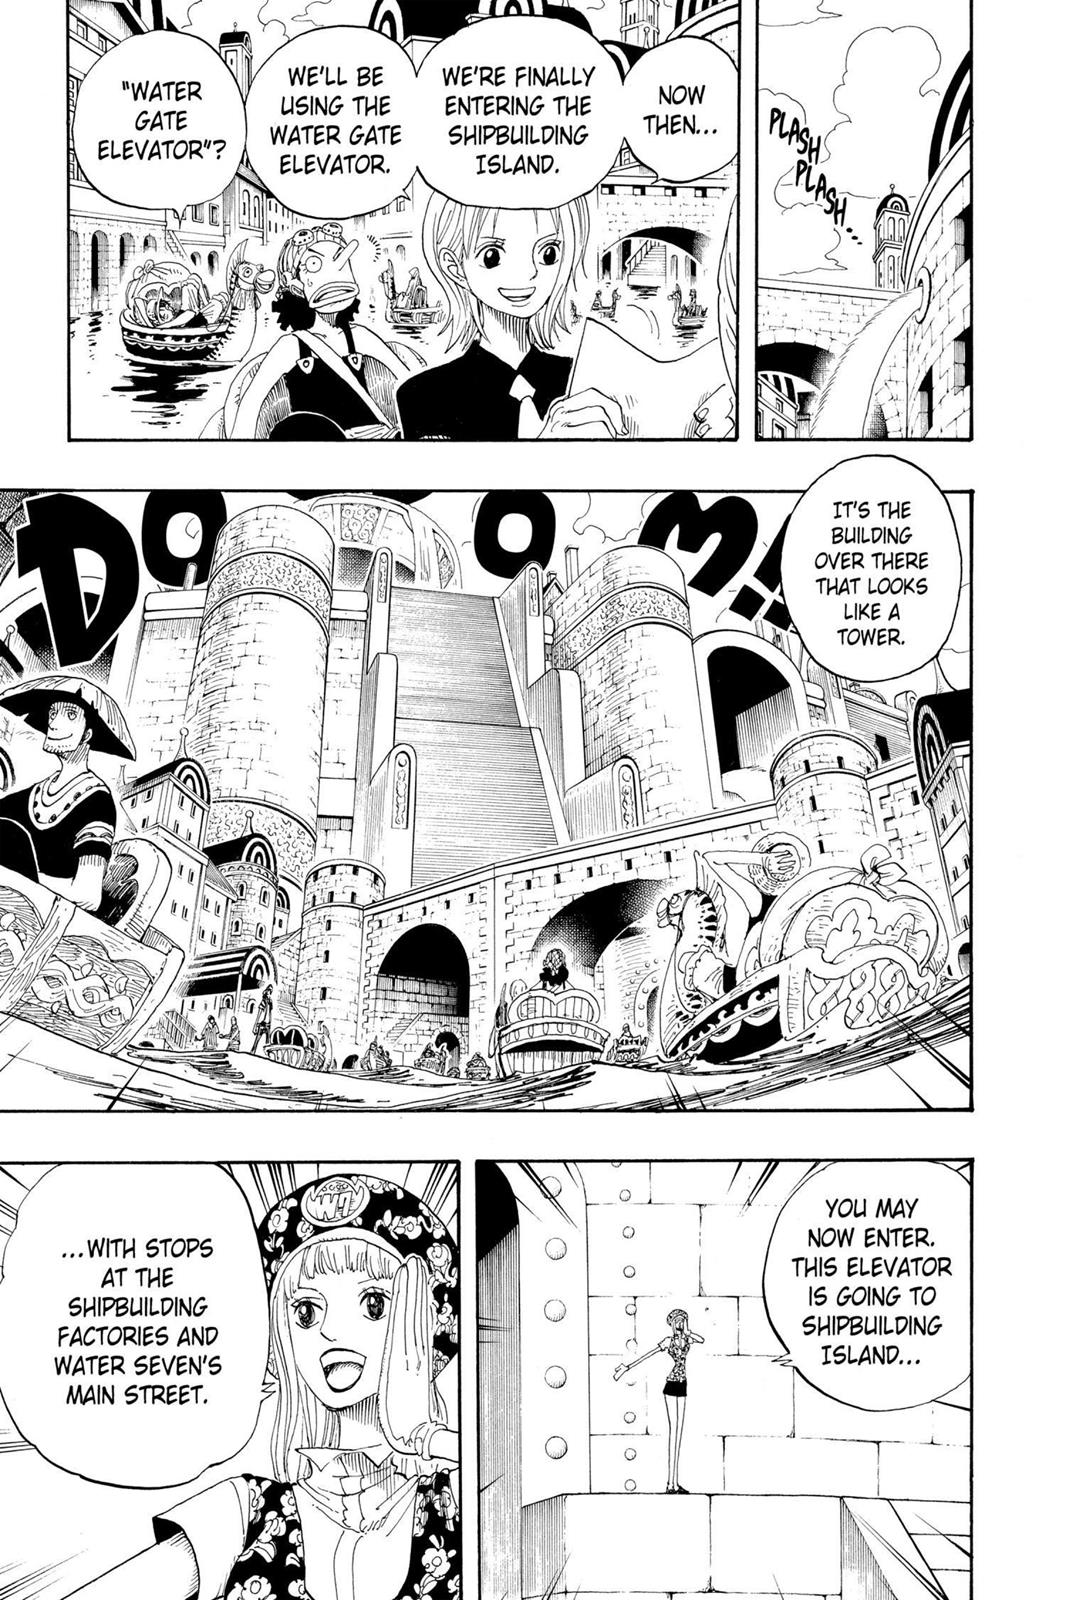 PLASH
PLASH...
NOW
THEN...
WE'RE FINALLY
ENTERING THE
SHIPBUILDING
ISLAND.
WE'LL BE
USING THE
WATER GATE
ELEVATOR.
"WATER
GATE
ELEVATOR"?
IT'S THE
BUILDING
OVER THERE
THAT LOOKS
LIKE A
TOWER.
DOOOM!!
YOU MAY
NOW ENTER.
THIS ELEVATOR
IS GOING TO
SHIPBUILDING
ISLAND...
...WITH STOPS
AT THE
SHIPBUILDING
FACTORIES AND
WATER SEVEN'S
MAIN STREET.
W7